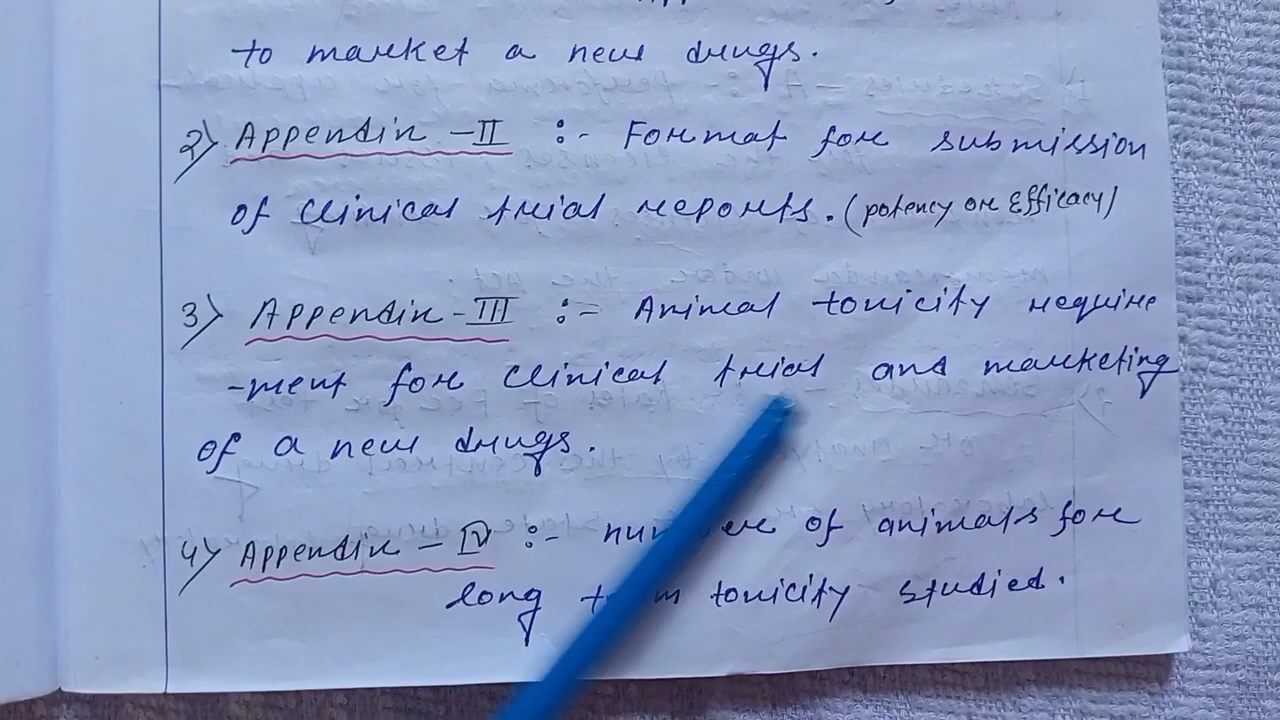 to market a new drugs.
2) Appendix - II :- Format for submission
of clinical trial reports. (potency or Efficacy)
3) Appendix - III :- Animal toxicity require
-ment for clinical trial and marketing
of a new drugs.
4) Appendix - IV :- number of animals for
long term toxicity studied.